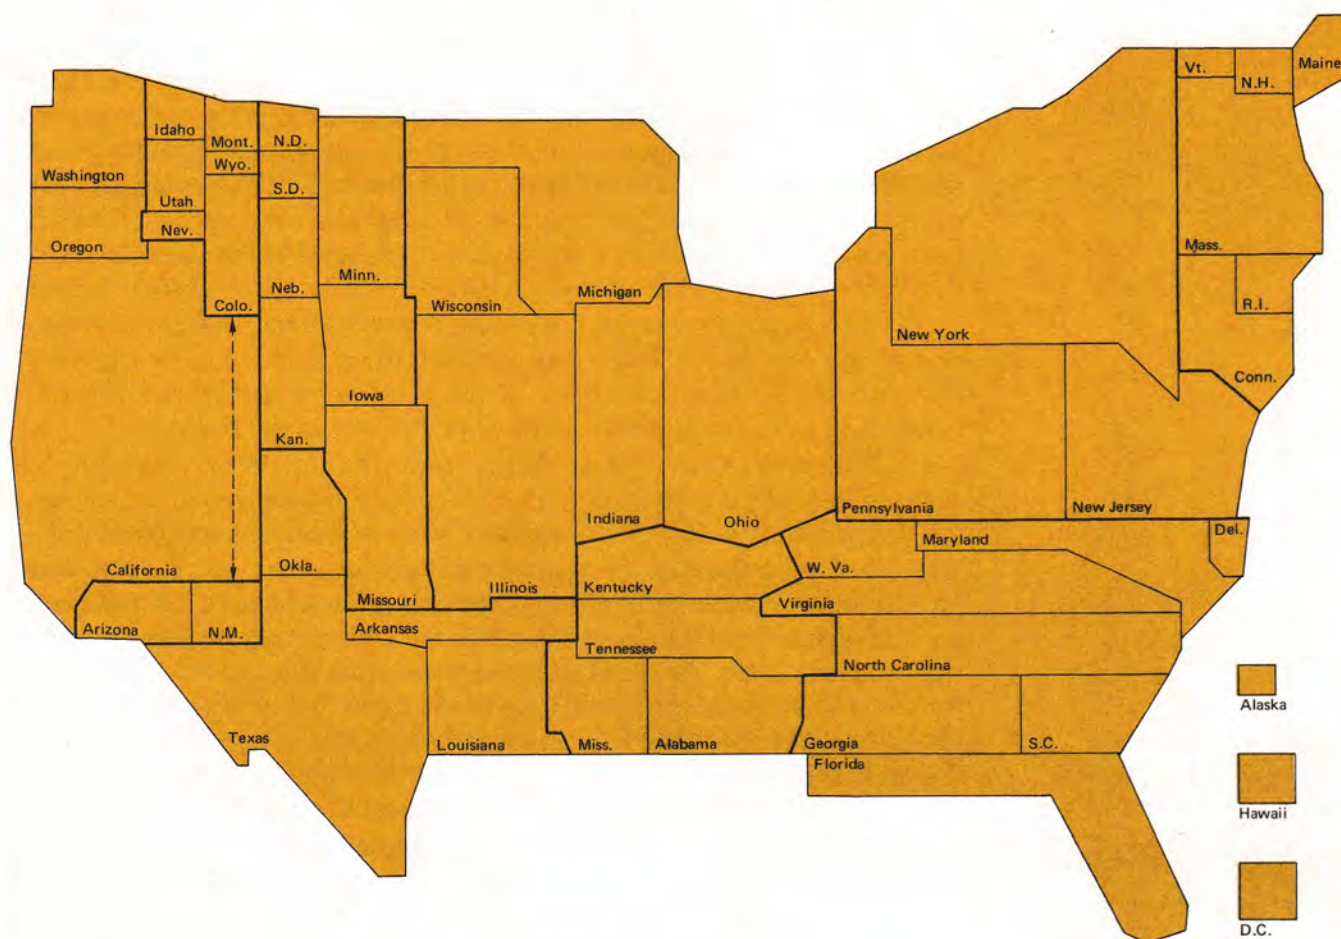 Vt.
N.H.
Maine
Idaho
Mont.
N.D.
Wyo.
Washington
S.D.
Utah
Nev.
Oregon
Mass.
Minn.
Neb.
Colo.
Wisconsin
Michigan
R.I.
New York
Conn.
Iowa
Kan.
Pennsylvania
New Jersey
Indiana
Ohio
Del.
Maryland
Okla.
California
W. Va.
Illinois
Kentucky
Missouri
Virginia
Arizona
N.M.
Arkansas
Tennessee
North Carolina
Alaska
Texas
Louisiana
Miss.
Alabama
Georgia
S.C.
Florida
Hawaii
D.C.